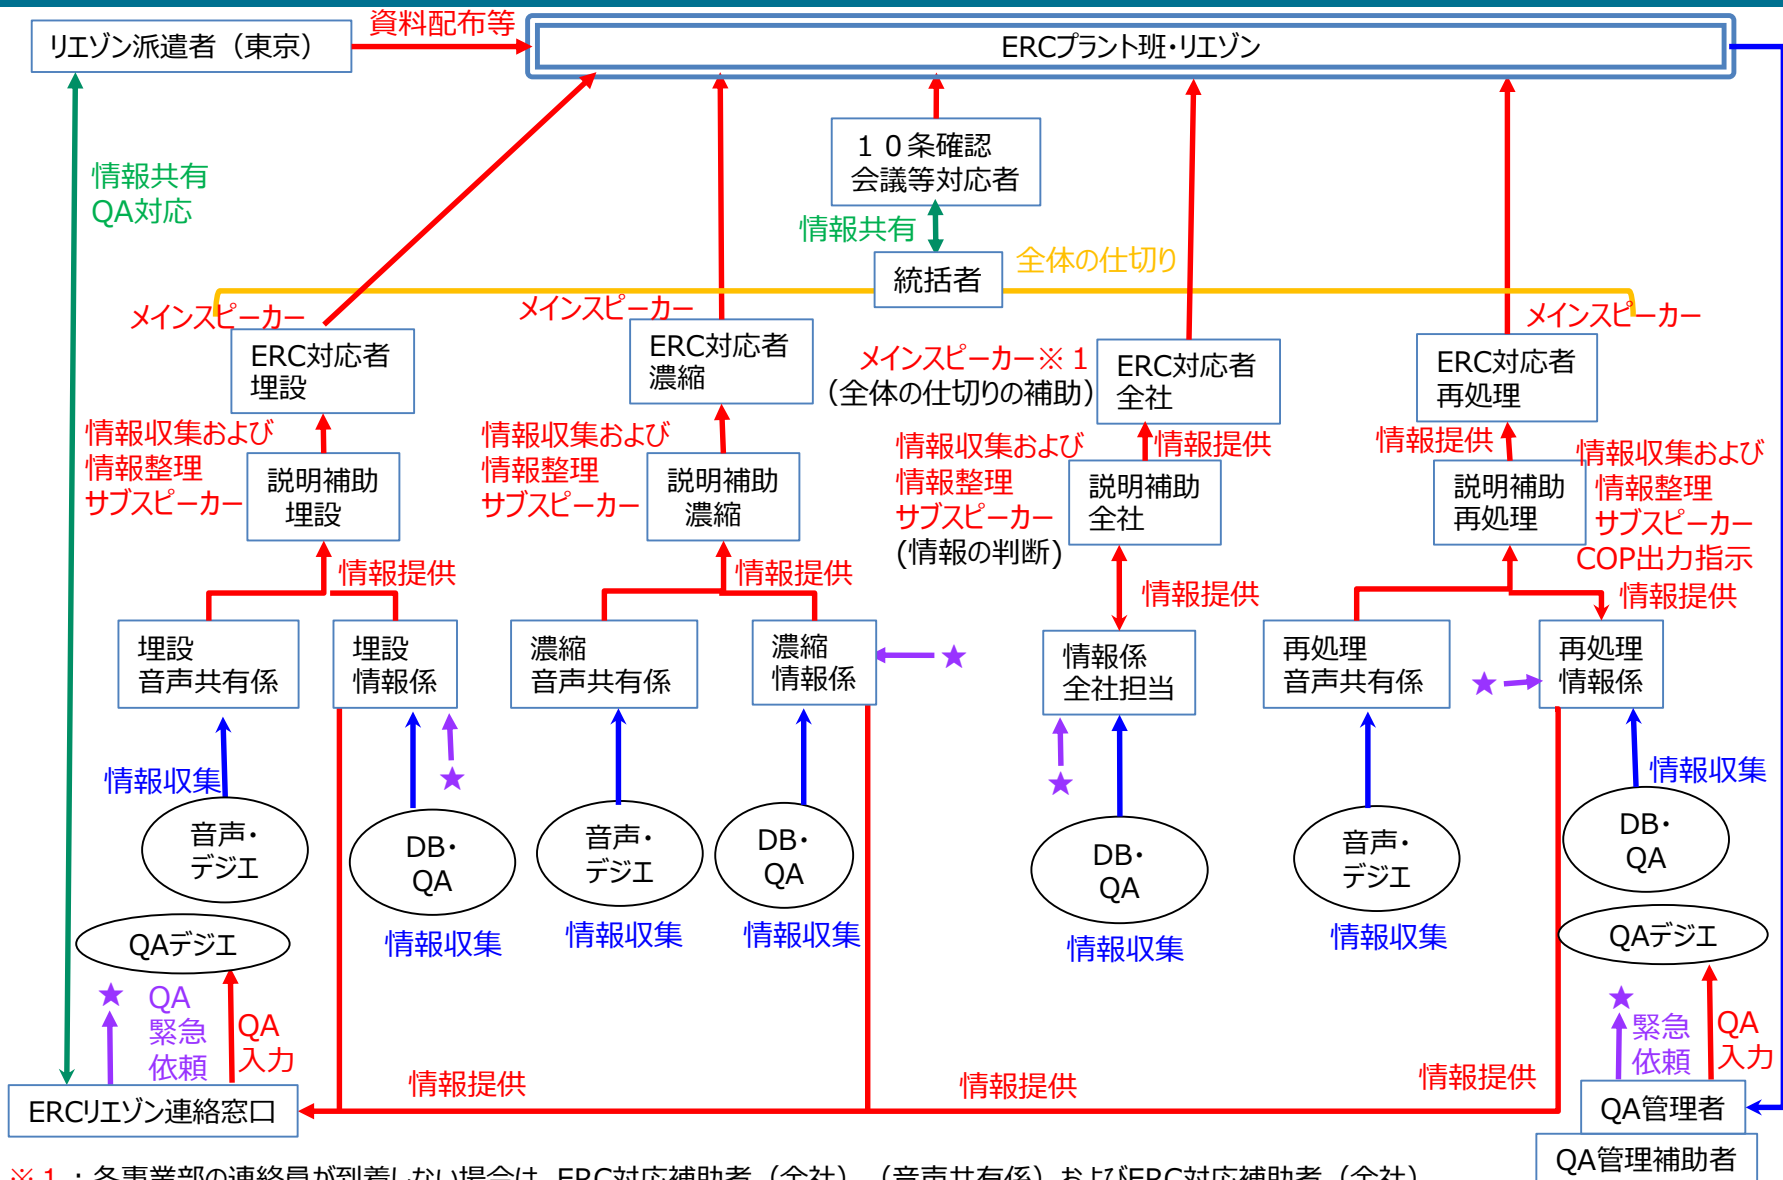 資料配布等
リエゾン派遣者（東京）
ERCプラント班・リエゾン
１０条確認
会議等対応者
情報共有
QA対応
情報共有
統括者
全体の仕切り
メインスピーカー
メインスピーカー
メインスピーカー
ERC対応者
埋設
ERC対応者
濃縮
メインスピーカー※１
（全体の仕切りの補助）
ERC対応者
全社
ERC対応者
再処理
情報収集および
情報整理
サブスピーカー
説明補助
埋設
情報収集および
情報整理
サブスピーカー
説明補助
濃縮
情報収集および
情報整理
サブスピーカー
(情報の判断)
情報提供
説明補助
全社
情報提供
説明補助
再処理
情報収集および
情報整理
サブスピーカー
COP出力指示
情報提供
情報提供
情報提供
情報提供
埋設
音声共有係
埋設
情報係
濃縮
音声共有係
濃縮
情報係
★
情報係
全社担当
再処理
音声共有係
★
再処理
情報係
情報収集
★
★
情報収集
音声・
デジエ
DB・
QA
音声・
デジエ
DB・
QA
DB・
QA
音声・
デジエ
DB・
QA
情報収集
情報収集
情報収集
情報収集
情報収集
QAデジエ
QAデジエ
★
QA
緊急
依頼
QA
入力
★
緊急
依頼
QA
入力
情報提供
情報提供
情報提供
ERCリエゾン連絡窓口
QA管理者
QA管理補助者